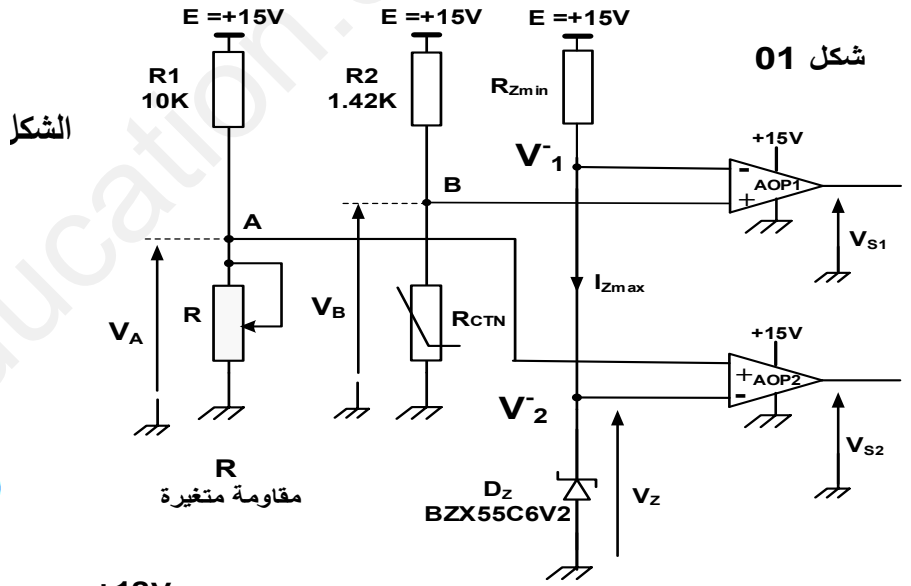 E =+15V E =+15V E =+15V
شكل 01
R1
10K
R2
1.42K
RZmin
الشكل
+15V
V-1
-
AOP1
+
B
A
VS1
IZmax
R
VA
VB
RCTN
+15V
+
AOP2
-
V-2
VS2
R
مقاومة متغيرة
DZ
BZX55C6V2
VZ
ucation.